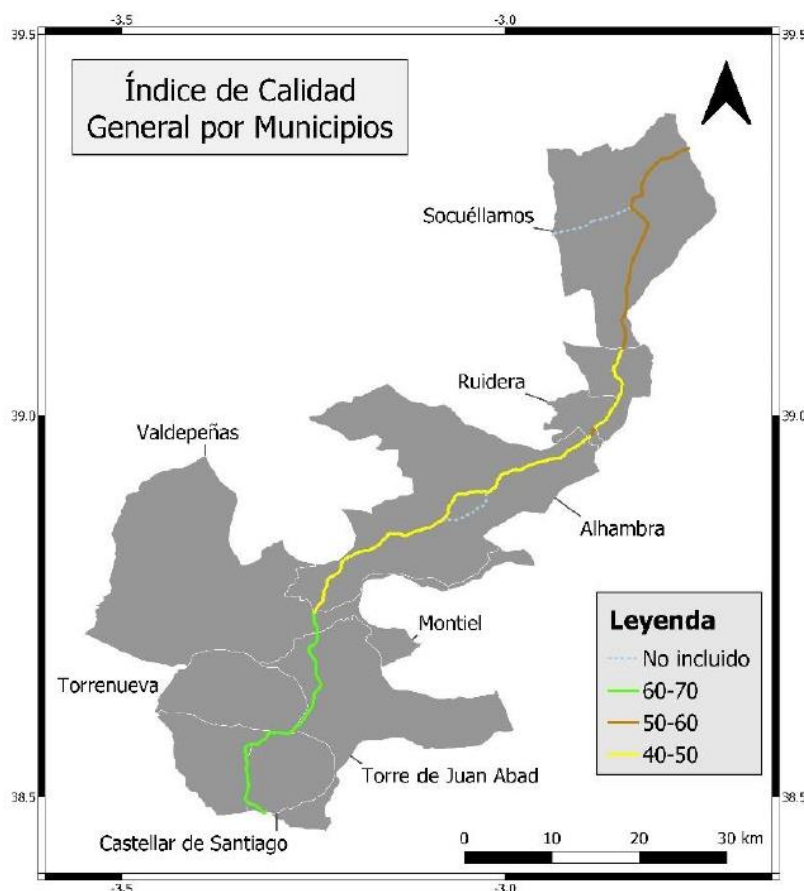 -3.5
-3.0
39.5
39.5
Índice de Calidad
General por Municipios
Socuéllamos
Ruidera
39.0
39.0
Valdepeñas
Alhambra
Montiel
Torrenueva
Torre de Juan Abad
Castellar de Santiago
Leyenda
No incluido
60-70
50-60
40-50
38.5
38.5
0
10
20
30 km
-3.5
-3.0